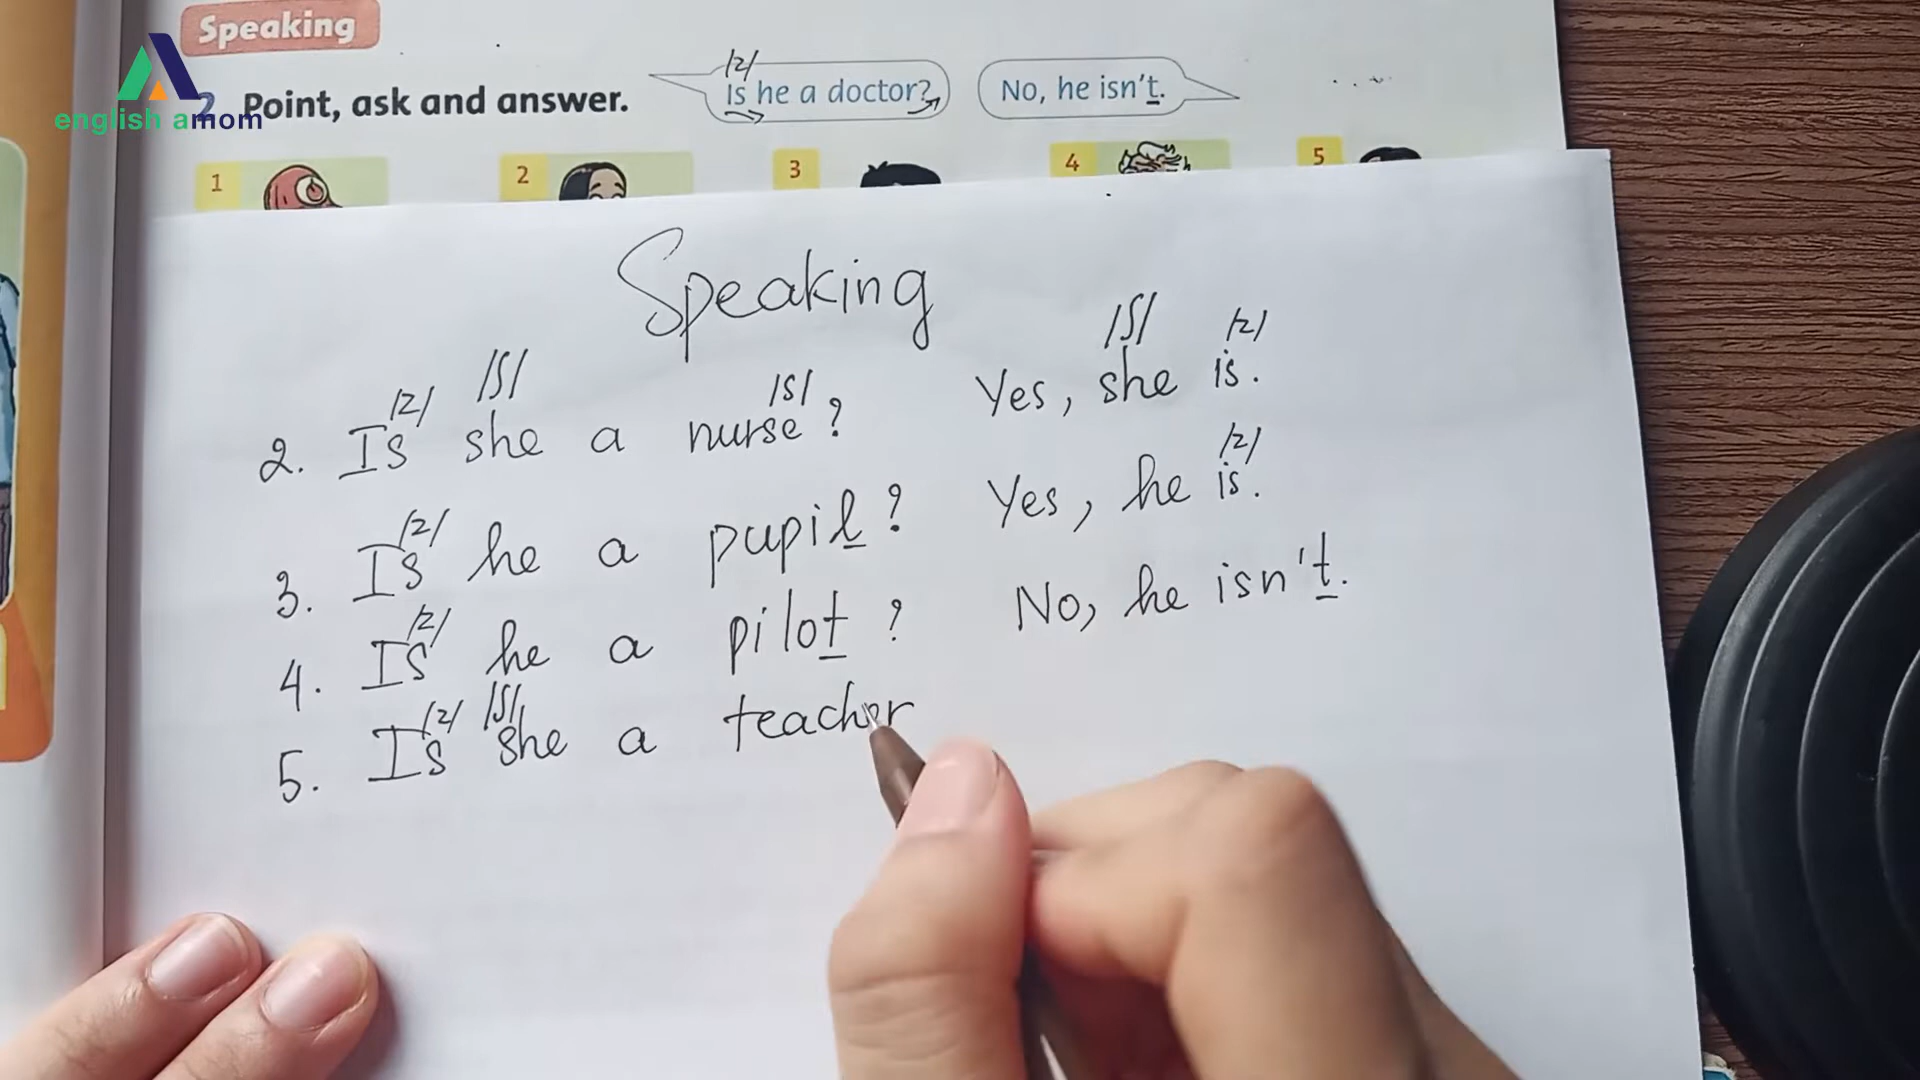 Speaking
english amom
2 Point, ask and answer.
/z/
Is he a doctor?
No, he isn't.
1 2 3 4 5
Speaking
/z/ /ʃ/ /s/ /ʃ/ /z/
2. Is she a nurse? Yes, she is.
/z/ /z/
3. Is he a pupil? Yes, he is.
/z/
4. Is he a pilot? No, he isn't.
/z/ /ʃ/
5. Is she a teacher